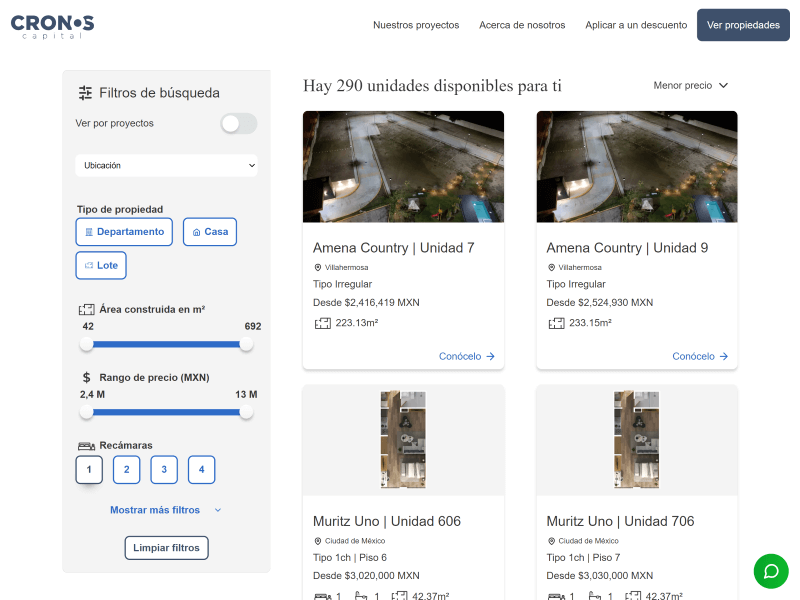 CRONOS
capital
Nuestros proyectos
Acerca de nosotros
Aplicar a un descuento
Ver propiedades
Filtros de búsqueda
Ver por proyectos
Ubicación
Tipo de propiedad
Departamento
Casa
Lote
Área construida en m²
42
692
Rango de precio (MXN)
2,4 M
13 M
Recámaras
1
2
3
4
Mostrar más filtros
Limpiar filtros
Hay 290 unidades disponibles para ti
Menor precio
Amena Country | Unidad 7
Villahermosa
Tipo Irregular
Desde $2,416,419 MXN
223.13m²
Conócelo
Amena Country | Unidad 9
Villahermosa
Tipo Irregular
Desde $2,524,930 MXN
233.15m²
Conócelo
Muritz Uno | Unidad 606
Ciudad de México
Tipo 1ch | Piso 6
Desde $3,020,000 MXN
1 1 42.37m²
Muritz Uno | Unidad 706
Ciudad de México
Tipo 1ch | Piso 7
Desde $3,030,000 MXN
1 1 42.37m²